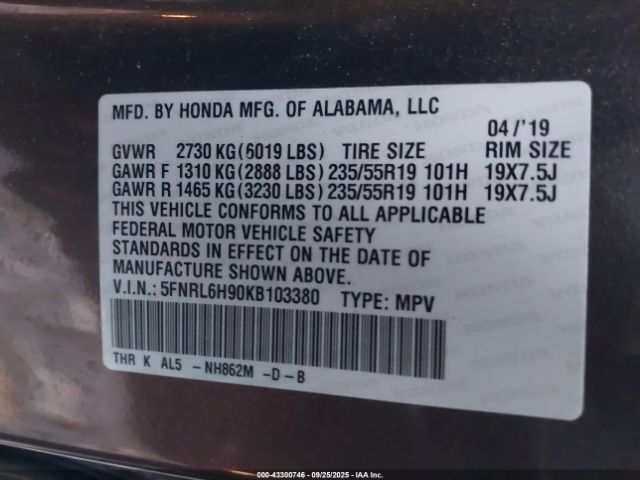 MFD. BY HONDA MFG. OF ALABAMA, LLC
04/'19
GVWR 2730 KG(6019 LBS) TIRE SIZE RIM SIZE
GAWR F 1310 KG(2888 LBS) 235/55R19 101H 19X7.5J
GAWR R 1465 KG(3230 LBS) 235/55R19 101H 19X7.5J
THIS VEHICLE CONFORMS TO ALL APPLICABLE
FEDERAL MOTOR VEHICLE SAFETY
STANDARDS IN EFFECT ON THE DATE OF
MANUFACTURE SHOWN ABOVE.
V.I.N.: 5FNRL6H90KB103380 TYPE: MPV
THR K AL5 -NH862M -D-B
000-43300746 - 09/25/2025 - IAA Inc.